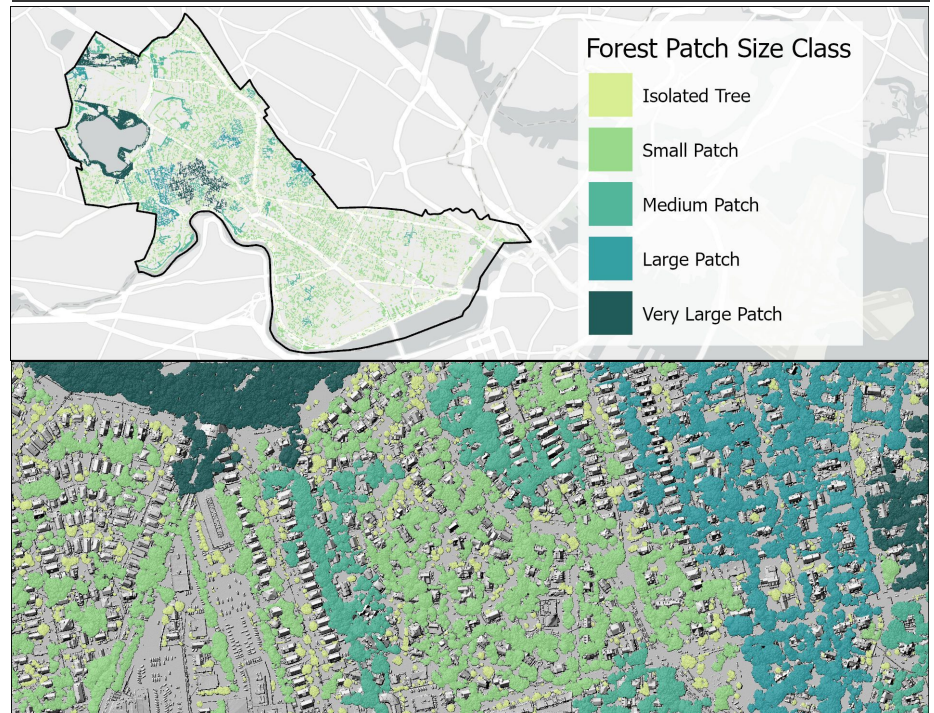 Forest Patch Size Class
Isolated Tree
Small Patch
Medium Patch
Large Patch
Very Large Patch